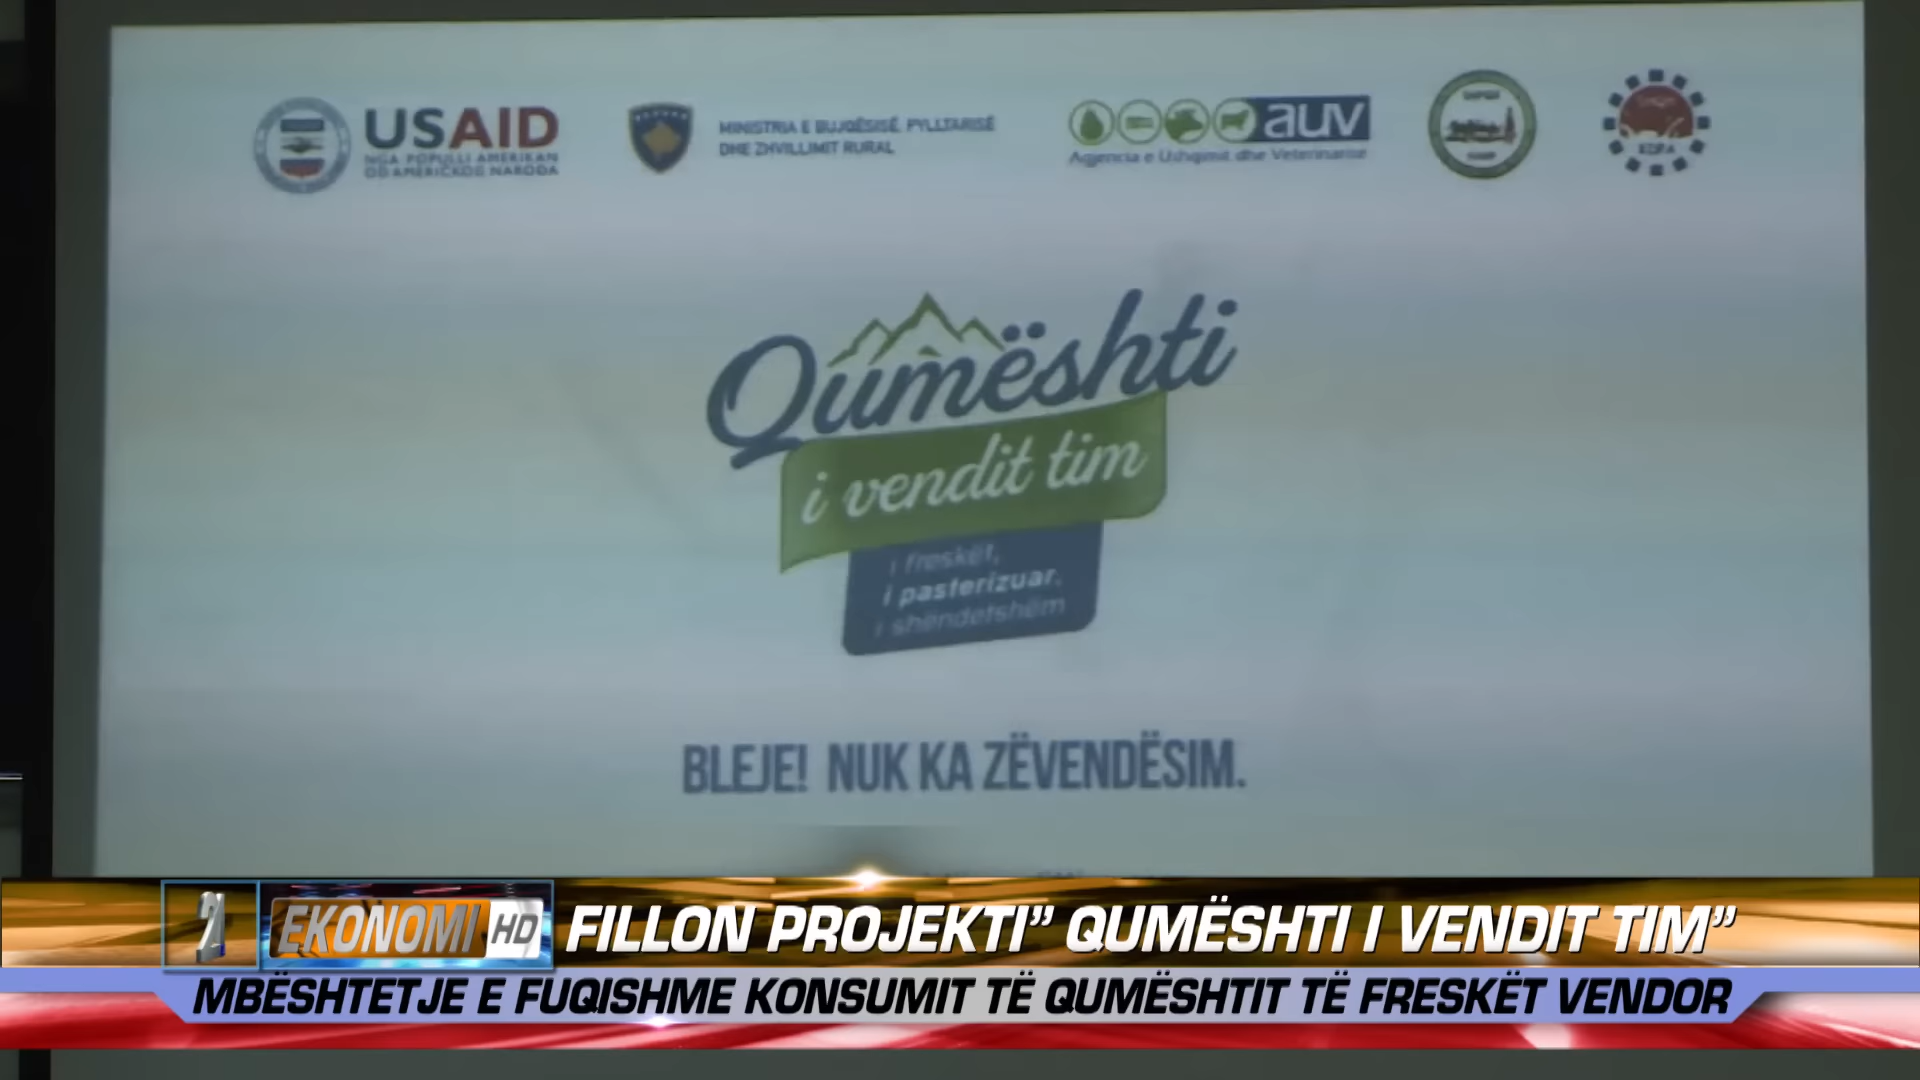 USAID
NGA POPULLI AMERIKAN
OD AMERIČKOG NARODA
MINISTRIA E BUJQËSISË, PYLLTARISË
DHE ZHVILLIMIT RURAL
auv
Agencia e Ushqimit dhe Veterinarisë
Qumështi
i vendit tim
i freskët,
i pasterizuar,
i shëndetshëm
BLEJE! NUK KA ZËVENDËSIM.
21 EKONOMI HD FILLON PROJEKTI” QUMËSHTI I VENDIT TIM”
MBËSHTETJE E FUQISHME KONSUMIT TË QUMËSHTIT TË FRESKËT VENDOR